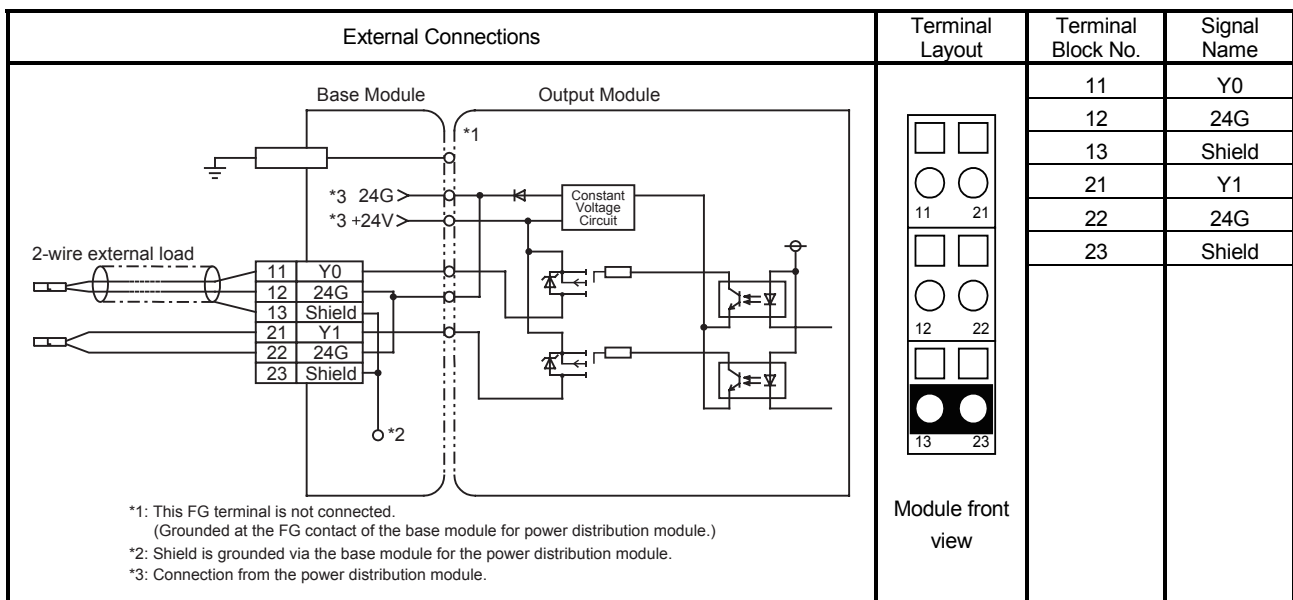 External Connections
Terminal Layout
Terminal Block No.
Signal Name
Base Module
Output Module
*1
*3 24G
*3 +24V
Constant Voltage Circuit
2-wire external load
11 Y0
12 24G
13 Shield
21 Y1
22 24G
23 Shield
*2
*1: This FG terminal is not connected.
(Grounded at the FG contact of the base module for power distribution module.)
*2: Shield is grounded via the base module for the power distribution module.
*3: Connection from the power distribution module.
11 21
12 22
13 23
Module front
view
11 Y0
12 24G
13 Shield
21 Y1
22 24G
23 Shield